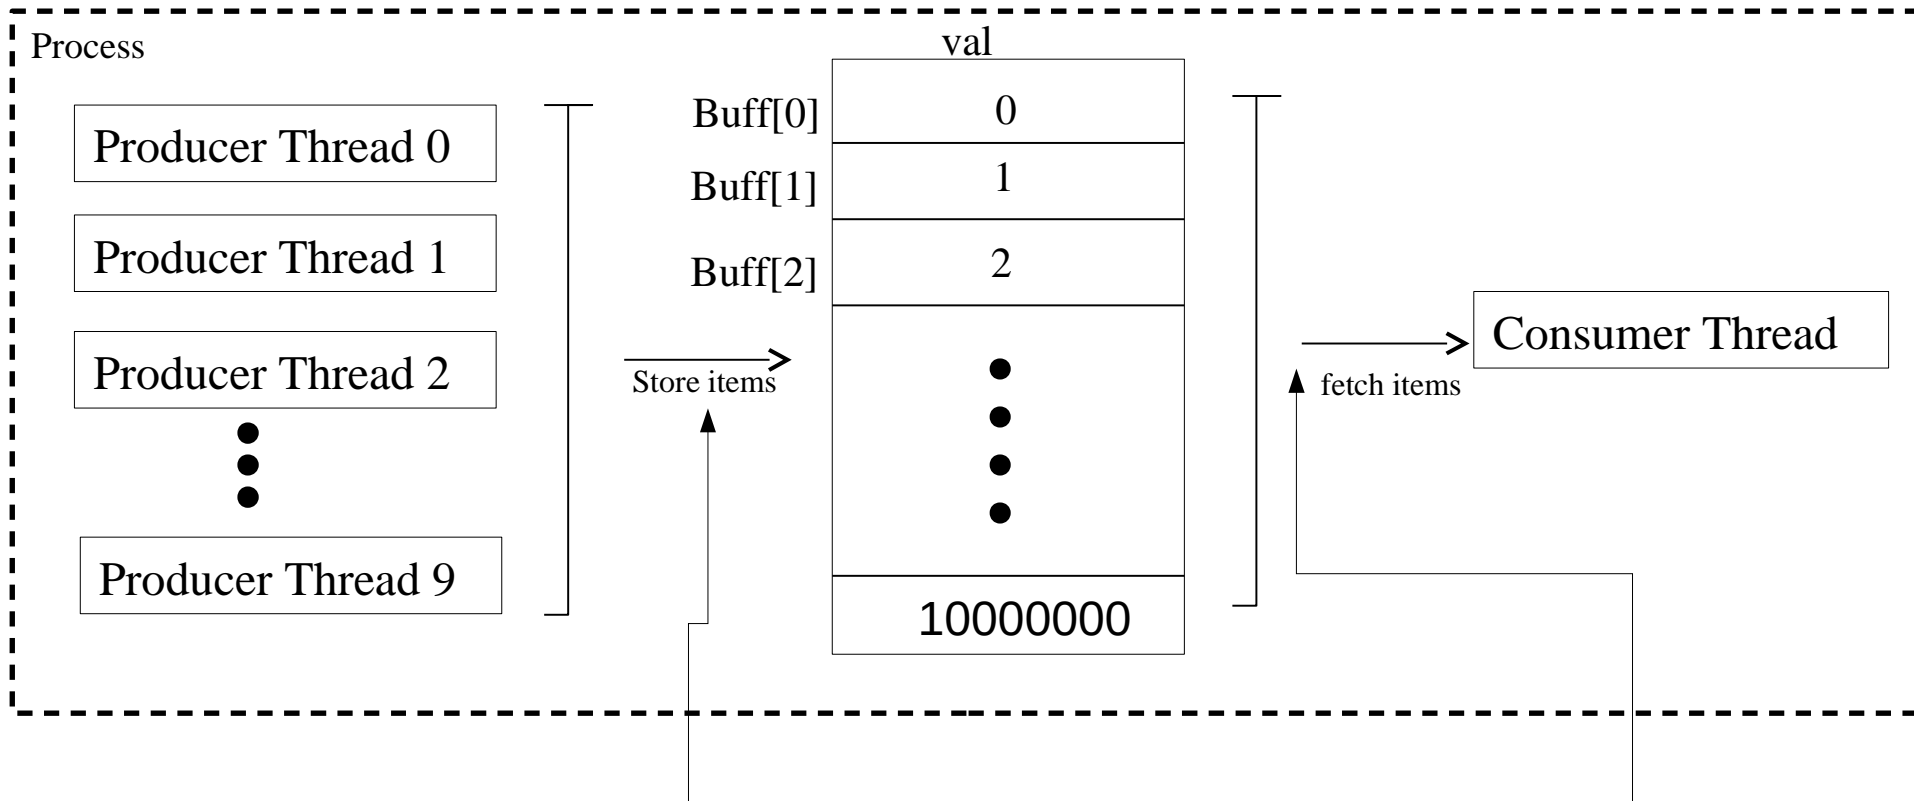 Process
val
Producer Thread 0
Producer Thread 1
Producer Thread 2
Producer Thread 9
Store items
Buff[0]
0
Buff[1]
1
Buff[2]
2
10000000
fetch items
Consumer Thread